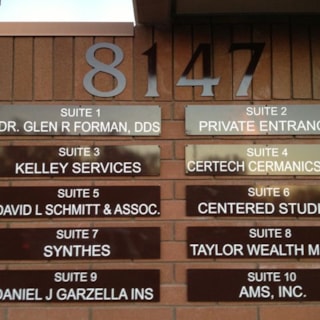 8147
SUITE 1
DR. GLEN R FORMAN, DDS
SUITE 2
PRIVATE ENTRANC
SUITE 3
KELLEY SERVICES
SUITE 4
CERTECH CERMANICS
SUITE 5
DAVID L SCHMITT & ASSOC.
SUITE 6
CENTERED STUDI
SUITE 7
SYNTHES
SUITE 8
TAYLOR WEALTH M
SUITE 9
DANIEL J GARZELLA INS
SUITE 10
AMS, INC.